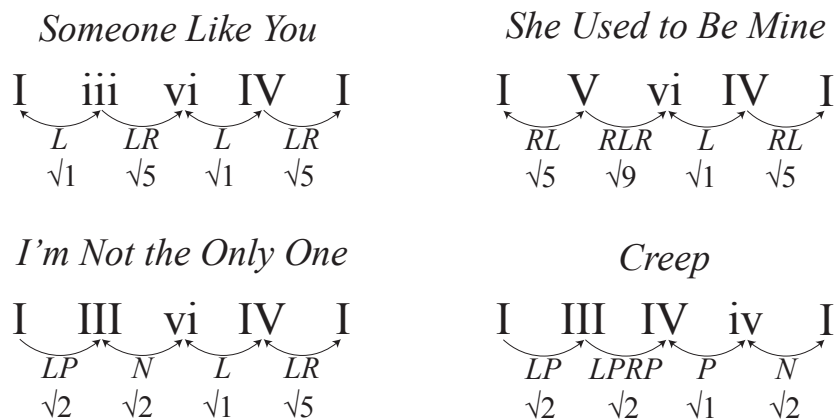 Someone Like You
I iii vi IV I
L LR L LR
√1 √5 √1 √5
She Used to Be Mine
I V vi IV I
RL RLR L RL
√5 √9 √1 √5
I’m Not the Only One
I III vi IV I
LP N L LR
√2 √2 √1 √5
Creep
I III IV iv I
LP LPRP P N
√2 √2 √1 √2